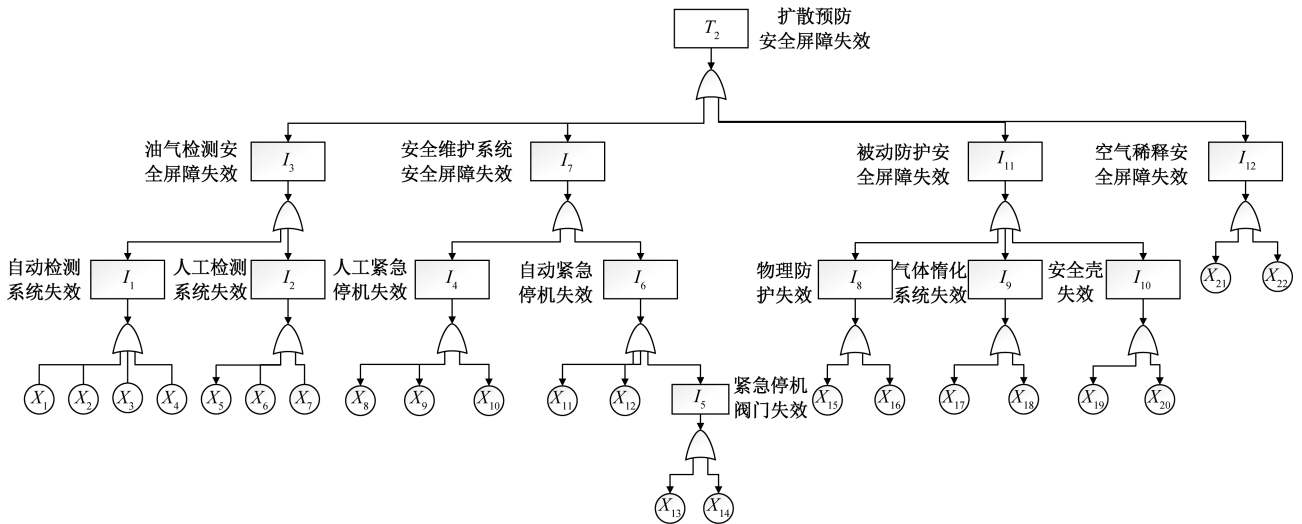 T2
扩散预防
安全屏障失效
油气检测安
全屏障失效
I3
安全维护系统
安全屏障失效
I7
被动防护安
全屏障失效
I11
空气稀释安
全屏障失效
I12
自动检测
系统失效
I1
人工检测
系统失效
I2
人工紧急
停机失效
I4
自动紧急
停机失效
I6
物理防
护失效
I8
气体惰化
系统失效
I9
安全壳
失效
I10
X21
X22
X1
X2
X3
X4
X5
X6
X7
X8
X9
X10
X11
X12
I5
紧急停机
阀门失效
X15
X16
X17
X18
X19
X20
X13
X14